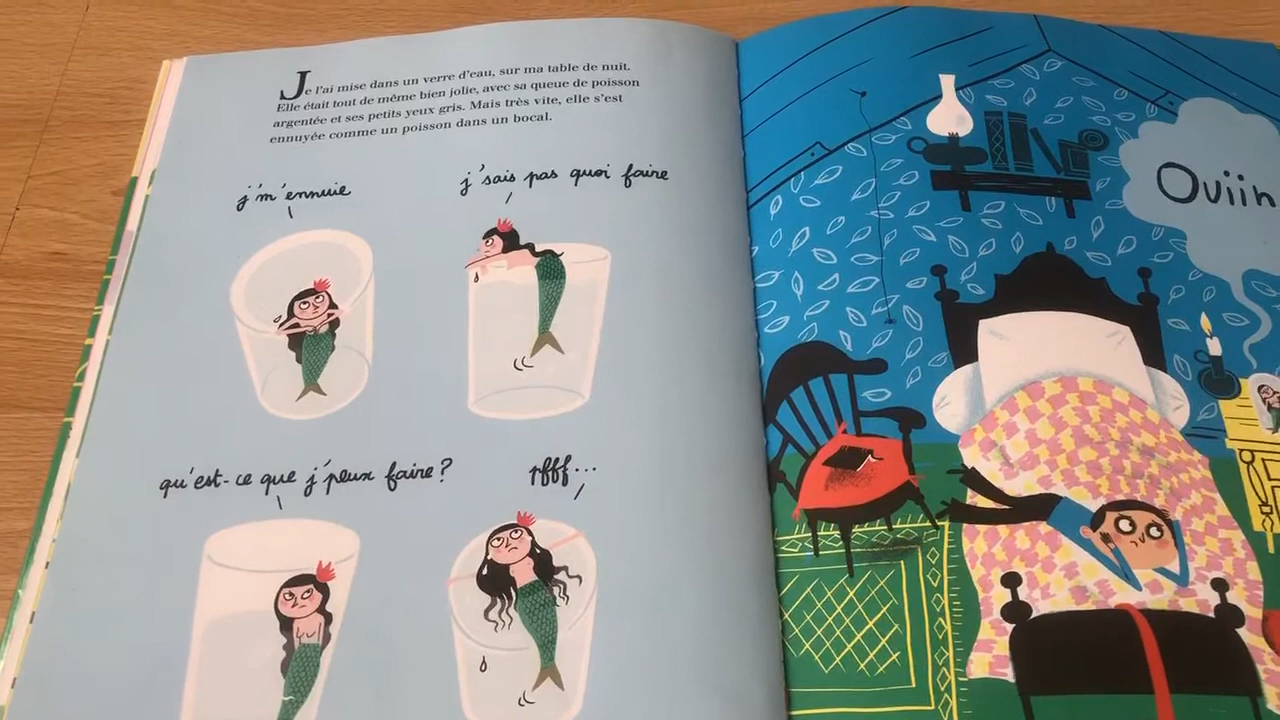 Je l'ai mise dans un verre d'eau, sur ma table de nuit.
Elle était tout de même bien jolie, avec sa queue de poisson
argentée et ses petits yeux gris. Mais très vite, elle s'est
ennuyée comme un poisson dans un bocal.
j'm'ennuie
j'sais pas quoi faire
qu'est-ce que j'peux faire?
pfff...
Ouiin